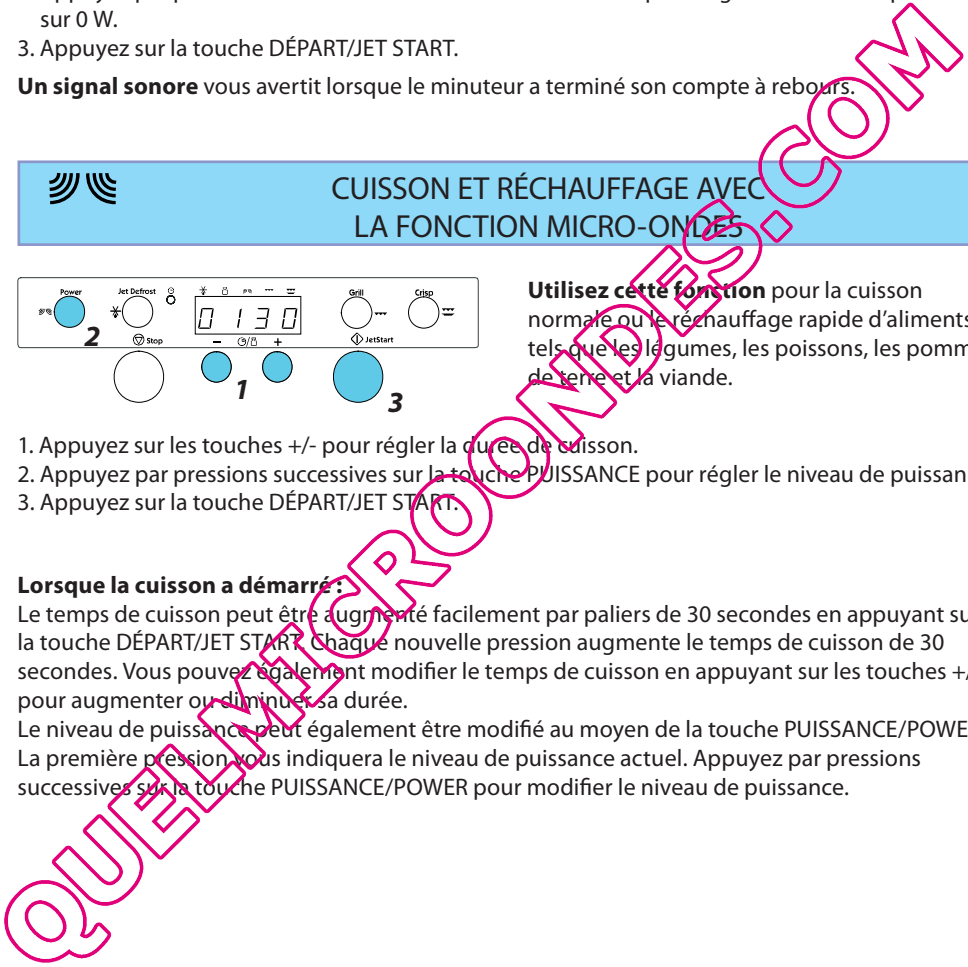 sur 0 W.
3. Appuyez sur la touche DÉPART/JET START.
Un signal sonore vous avertit lorsque le minuteur a terminé son compte à rebours.
CUISSON ET RÉCHAUFFAGE AVEC
LA FONCTION MICRO-ONDES
Power Jet Defrost Grill Crisp
0 1 3 0
2 Stop - / + JetStart
1 3
Utilisez cette fonction pour la cuisson
normale ou le réchauffage rapide d’aliments
tels que les légumes, les poissons, les pomm
de terre et la viande.
1. Appuyez sur les touches +/- pour régler la durée de cuisson.
2. Appuyez par pressions successives sur la touche PUISSANCE pour régler le niveau de puissan
3. Appuyez sur la touche DÉPART/JET START.
Lorsque la cuisson a démarré :
Le temps de cuisson peut être augmenté facilement par paliers de 30 secondes en appuyant su
la touche DÉPART/JET START. Chaque nouvelle pression augmente le temps de cuisson de 30
secondes. Vous pouvez également modifier le temps de cuisson en appuyant sur les touches +/
pour augmenter ou diminuer sa durée.
Le niveau de puissance peut également être modifié au moyen de la touche PUISSANCE/POWE
La première pression vous indiquera le niveau de puissance actuel. Appuyez par pressions
successives sur la touche PUISSANCE/POWER pour modifier le niveau de puissance.
QUELMICROONDES.COM